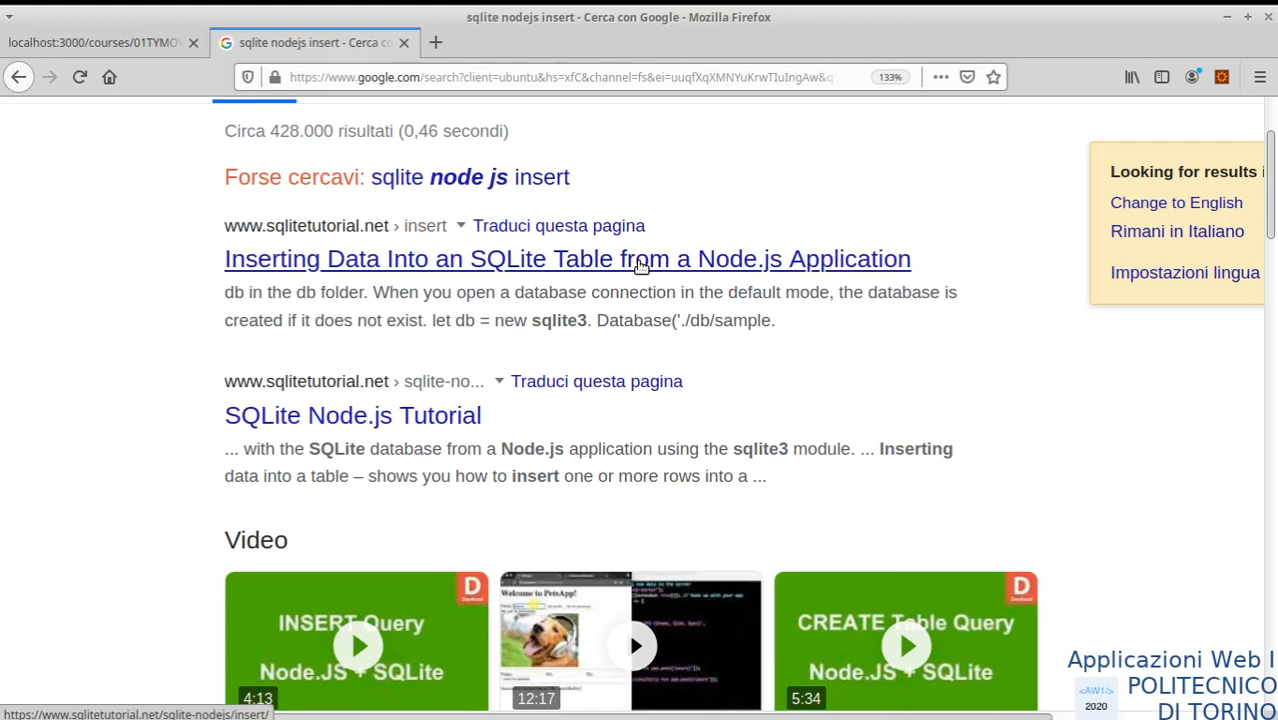 sqlite nodejs insert - Cerca con Google - Mozilla Firefox
localhost:3000/courses/01TYMO
sqlite nodejs insert - Cerca c
https://www.google.com/search?client=ubuntu&hs=xfC&channel=fs&ei=uuqfXqXMNYuKrwTIuIngAw&q
133%
Circa 428.000 risultati (0,46 secondi)
Forse cercavi: sqlite node js insert
Looking for results i
Change to English
Rimani in Italiano
Impostazioni lingua
www.sqlitetutorial.net › insert Traduci questa pagina
Inserting Data Into an SQLite Table from a Node.js Application
db in the db folder. When you open a database connection in the default mode, the database is
created if it does not exist. let db = new sqlite3. Database('./db/sample.
www.sqlitetutorial.net › sqlite-no... Traduci questa pagina
SQLite Node.js Tutorial
... with the SQLite database from a Node.js application using the sqlite3 module. ... Inserting
data into a table – shows you how to insert one or more rows into a ...
Video
D
INSERT Query
Node.JS + SQLite
4:13
Welcome to PetsApp!
12:17
D
CREATE Table Query
Node.JS + SQLite
5:34
Applicazioni Web I
POLITECNICO
DI TORINO
<AW1/>
2020
https://www.sqlitetutorial.net/sqlite-nodejs/insert/